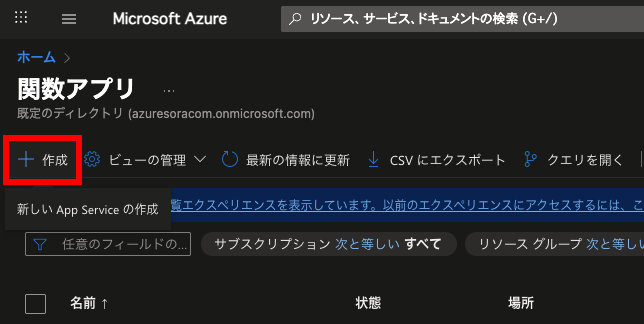 Microsoft Azure
リソース、サービス、ドキュメントの検索 (G+/)
ホーム >
関数アプリ ...
既定のディレクトリ (azuresoracom.onmicrosoft.com)
+ 作成 ビューの管理 最新の情報に更新 CSV にエクスポート クエリを開く
新しい App Service の作成
覧エクスペリエンスを表示しています。以前のエクスペリエンスにアクセスするには、こ
任意のフィールドの... サブスクリプション 次と等しい すべて リソース グループ 次と等し
名前 ↑ 状態 場所